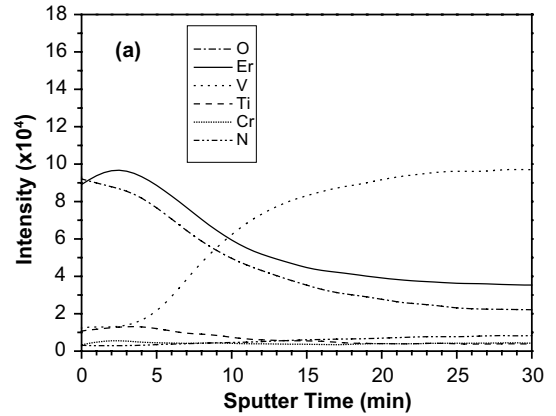 18
16
14
12
10
8
6
4
2
0
Intensity (x10⁴)
(a)
O
Er
V
Ti
Cr
N
0 5 10 15 20 25 30
Sputter Time (min)